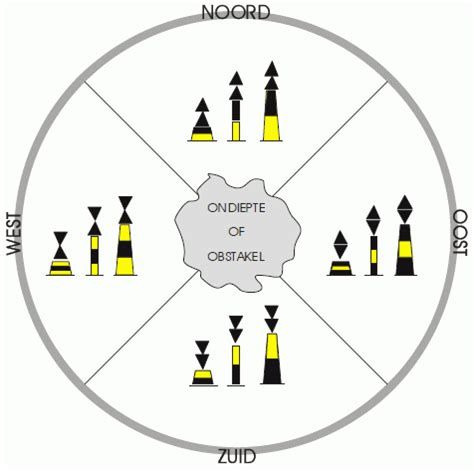 NOORD
WEST
ONDIEPTE
OF
OBSTAKEL
OOST
ZUID